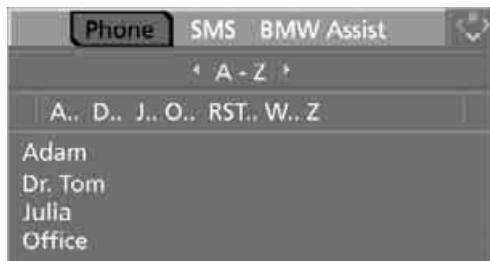 Phone SMS BMW Assist
A - Z
A.. D.. J.. O.. RST.. W.. Z
Adam
Dr. Tom
Julia
Office